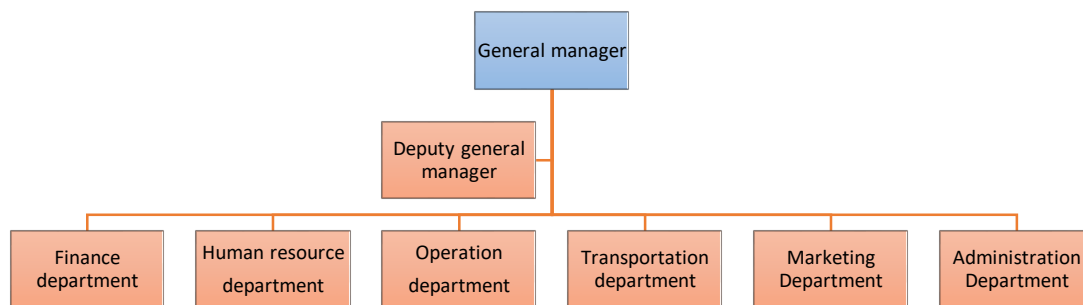 General manager
Deputy general
manager
Finance
department
Human resource
department
Operation
department
Transportation
department
Marketing
Department
Administration
Department